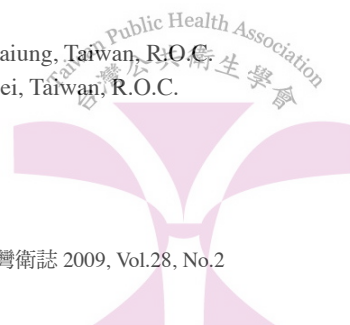 Taiwan Public Health Association
aiung, Taiwan, R.O.C.
ei, Taiwan, R.O.C.
台灣公共衛生學會
灣衛誌 2009, Vol.28, No.2